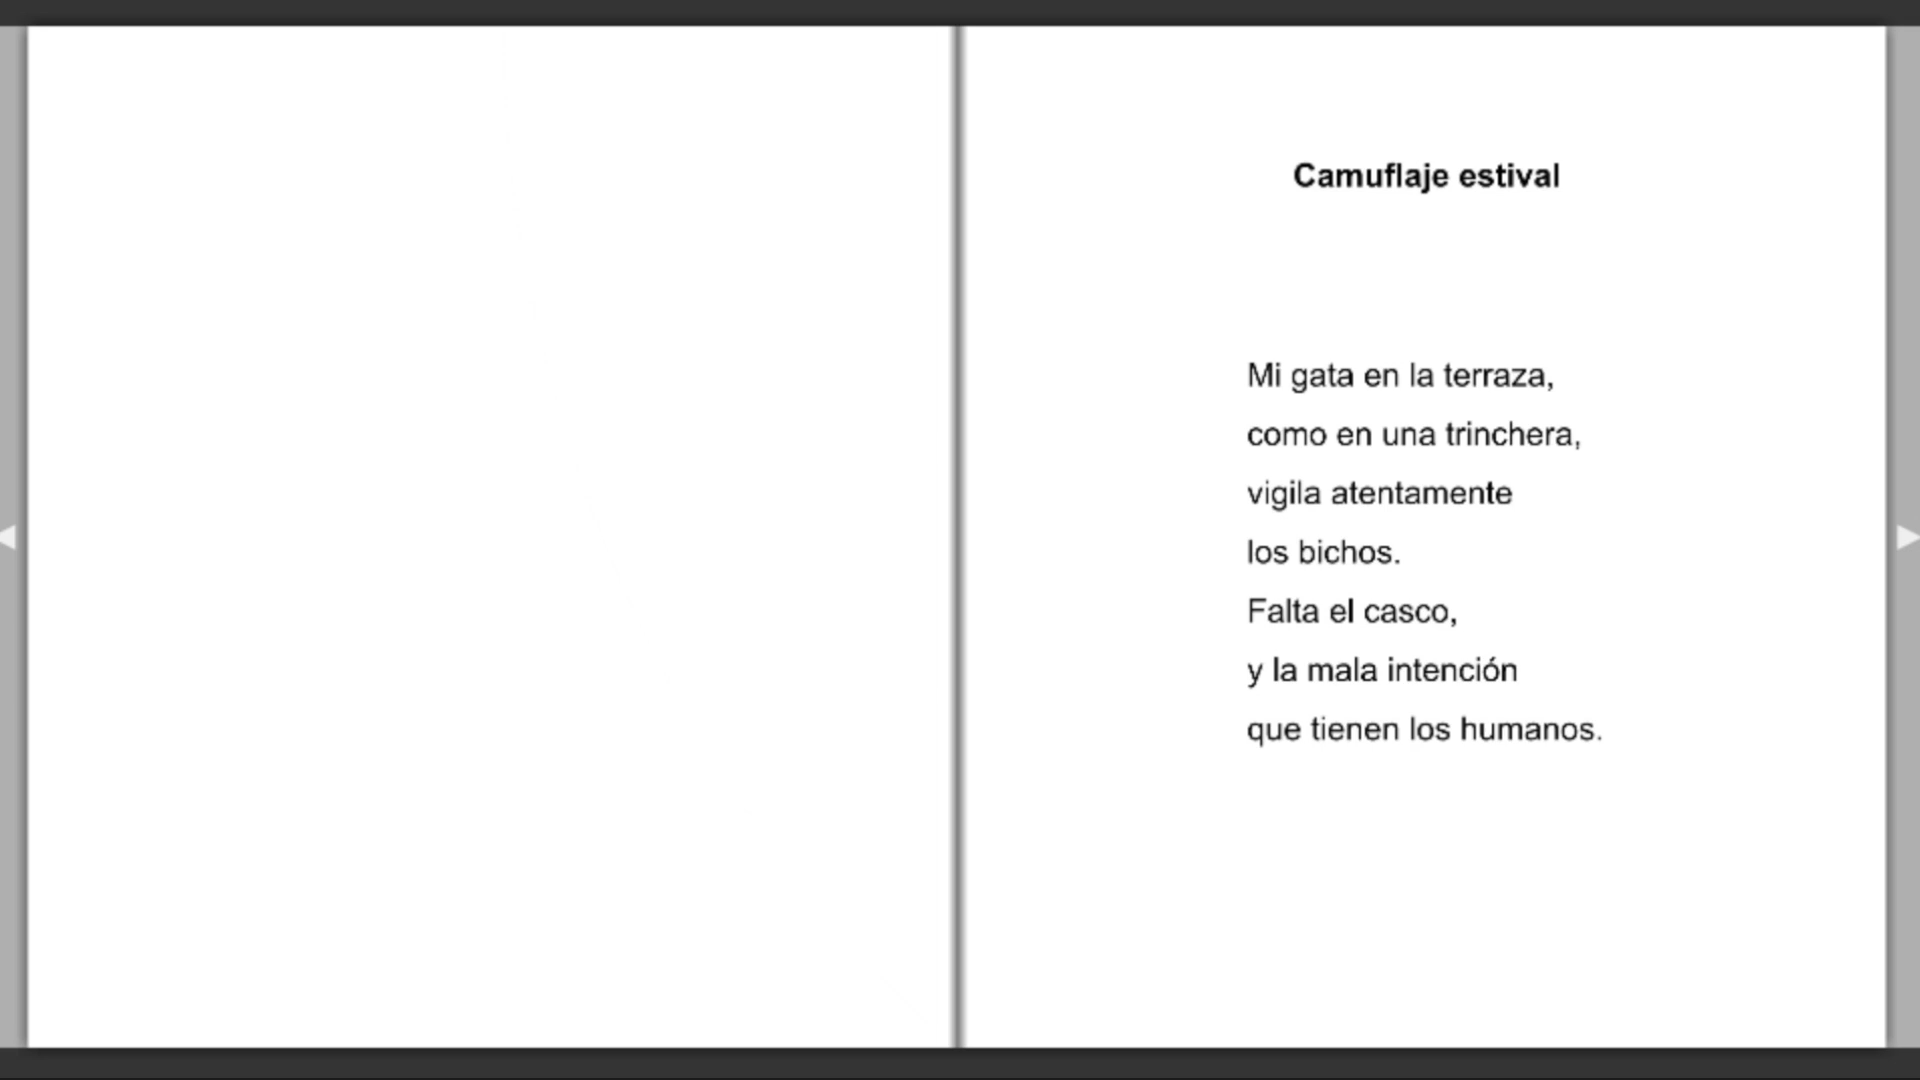 Camuflaje estival
Mi gata en la terraza,
como en una trinchera,
vigila atentamente
los bichos.
Falta el casco,
y la mala intención
que tienen los humanos.